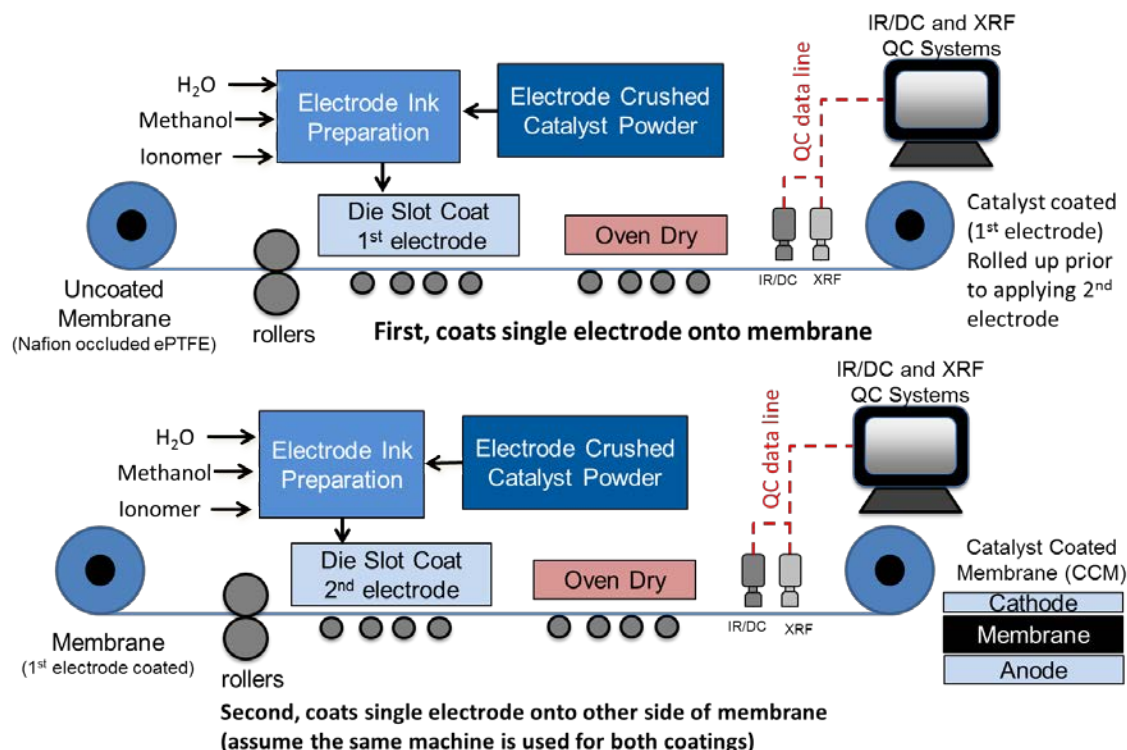 IR/DC and XRF
QC Systems
H₂O
Methanol
Ionomer
Electrode Ink
Preparation
Electrode Crushed
Catalyst Powder
QC data line
Die Slot Coat
1st electrode
Oven Dry
IR/DC
XRF
Uncoated
Membrane
(Nafion occluded ePTFE)
rollers
Catalyst coated
(1st electrode)
Rolled up prior
to applying 2nd
electrode
First, coats single electrode onto membrane
IR/DC and XRF
QC Systems
H₂O
Methanol
Ionomer
Electrode Ink
Preparation
Electrode Crushed
Catalyst Powder
QC data line
Die Slot Coat
2nd electrode
Oven Dry
IR/DC
XRF
Membrane
(1st electrode coated)
rollers
Catalyst Coated
Membrane (CCM)
Cathode
Membrane
Anode
Second, coats single electrode onto other side of membrane
(assume the same machine is used for both coatings)